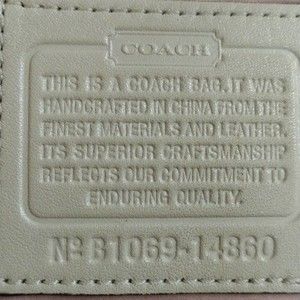 COACH
THIS IS A COACH BAG.IT WAS
HANDCRAFTED IN CHINA FROM THE
FINEST MATERIALS AND LEATHER.
ITS SUPERIOR CRAFTSMANSHIP
REFLECTS OUR COMMITMENT TO
ENDURING QUALITY.
Nº B1069-14860